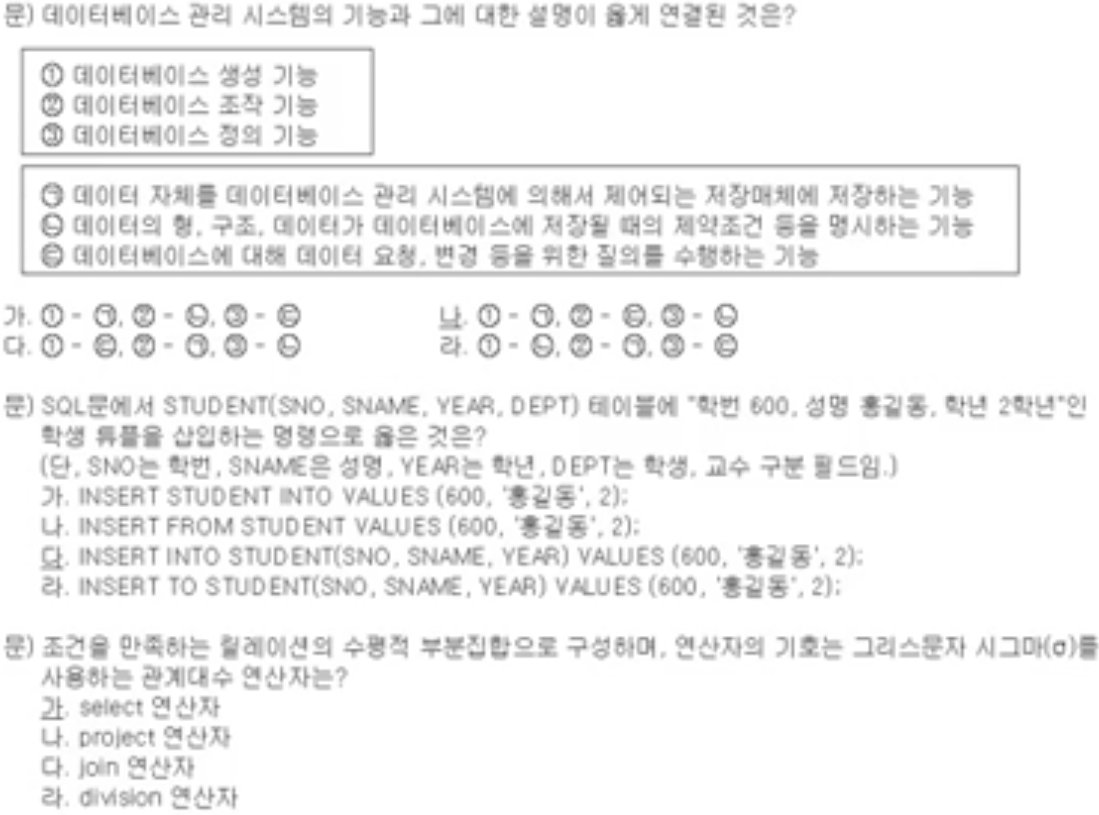 문) 데이터베이스 관리 시스템의 기능과 그에 대한 설명이 옳게 연결된 것은?
① 데이터베이스 생성 기능
② 데이터베이스 조작 기능
③ 데이터베이스 정의 기능
㉠ 데이터 자체를 데이터베이스 관리 시스템에 의해서 제어되는 저장매체에 저장하는 기능
㉡ 데이터의 형, 구조, 데이터가 데이터베이스에 저장될 때의 제약조건 등을 명시하는 기능
㉢ 데이터베이스에 대해 데이터 요청, 변경 등을 위한 질의를 수행하는 기능
가. ① - ㉠, ② - ㉡, ③ - ㉢ 나. ① - ㉠, ② - ㉢, ③ - ㉡
다. ① - ㉢, ② - ㉠, ③ - ㉡ 라. ① - ㉡, ② - ㉠, ③ - ㉢
문) SQL문에서 STUDENT(SNO, SNAME, YEAR, DEPT) 테이블에 "학번 600, 성명 홍길동, 학년 2학년"인
학생 튜플을 삽입하는 명령으로 옳은 것은?
(단, SNO는 학번, SNAME은 성명, YEAR는 학년, DEPT는 학생, 교수 구분 필드임.)
가. INSERT STUDENT INTO VALUES (600, '홍길동', 2);
나. INSERT FROM STUDENT VALUES (600, '홍길동', 2);
다. INSERT INTO STUDENT(SNO, SNAME, YEAR) VALUES (600, '홍길동', 2);
라. INSERT TO STUDENT(SNO, SNAME, YEAR) VALUES (600, '홍길동', 2);
문) 조건을 만족하는 릴레이션의 수평적 부분집합으로 구성하며, 연산자의 기호는 그리스문자 시그마(σ)를
사용하는 관계대수 연산자는?
가. select 연산자
나. project 연산자
다. join 연산자
라. division 연산자